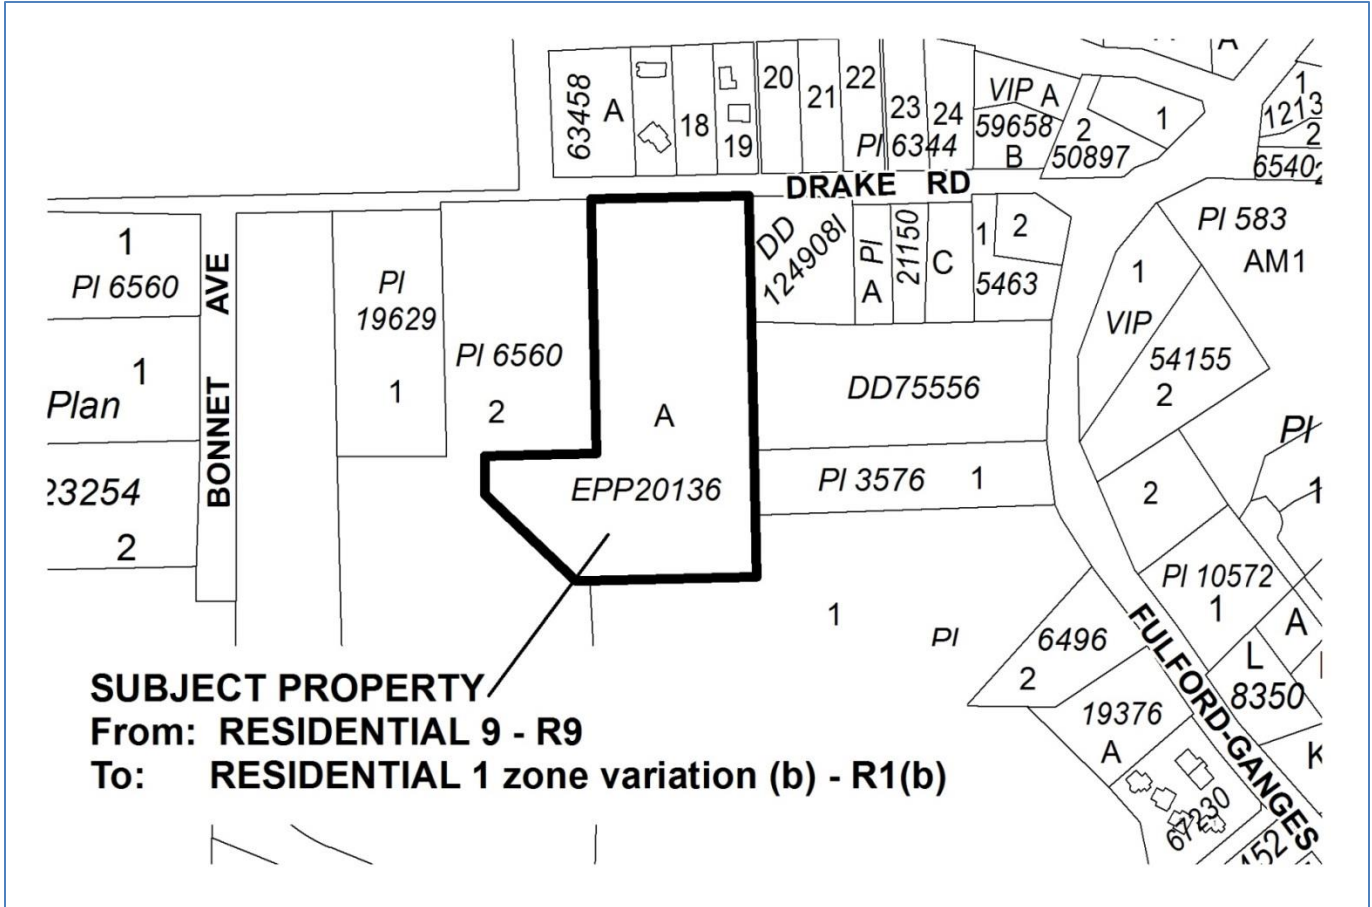 A
63458
A
18
19
20
21
22
23
24
Pl 6344
VIP A
59658
B
2
50897
1
1
1213
2
6540
DRAKE RD
1
Pl 6560
BONNET AVE
Pl
19629
1
Pl 6560
2
A
EPP20136
DD
124908I
Pl
A
21150
C
1
2
5463
Pl 583
AM1
1
VIP
54155
2
1
Plan
23254
2
DD75556
Pl 3576 1
2
Pl
1
Pl 10572
1
A
L
8350
K
1
Pl
6496
2
19376
A
67230
452
FULFORD-GANGES
SUBJECT PROPERTY
From: RESIDENTIAL 9 - R9
To: RESIDENTIAL 1 zone variation (b) - R1(b)